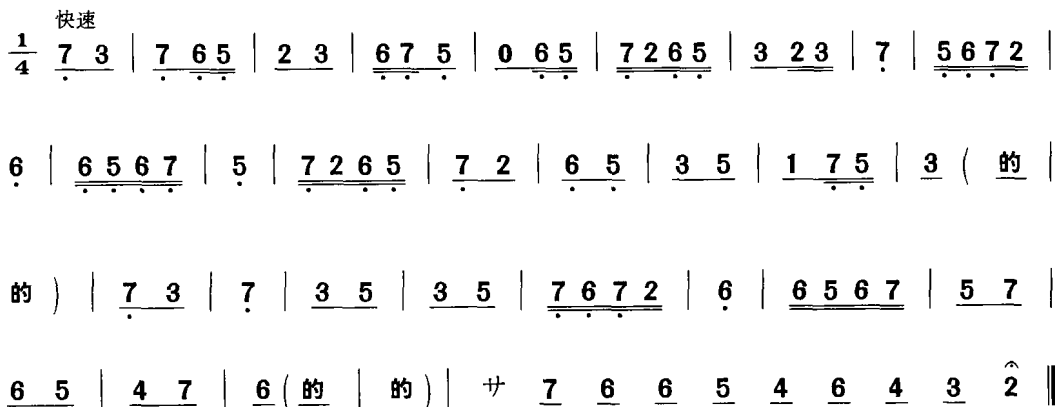 快速
1/4 7̣ 3 | 7̣ 6̣5̣ | 2 3 | 6̣7̣ 5̣ | 0 6̣5̣ | 7̣26̣5̣ | 3 23 | 7̣ | 5̣6̣7̣2 |
6̣ | 6̣ 5̣ 6̣ 7̣ | 5̣ | 7̣ 2 6̣ 5̣ | 7̣ 2 | 6̣ 5̣ | 3 5 | 1 7̣5̣ | 3 ( 的 |
的 ) | 7̣ 3 | 7̣ | 3 5 | 3 5 | 7̣ 6̣ 7̣ 2 | 6̣ | 6 5 6 7 | 5 7 |
6 5 | 4 7 | 6 ( 的 | 的 ) | サ 7 6 6 5 4 6 4 3 2 ‖